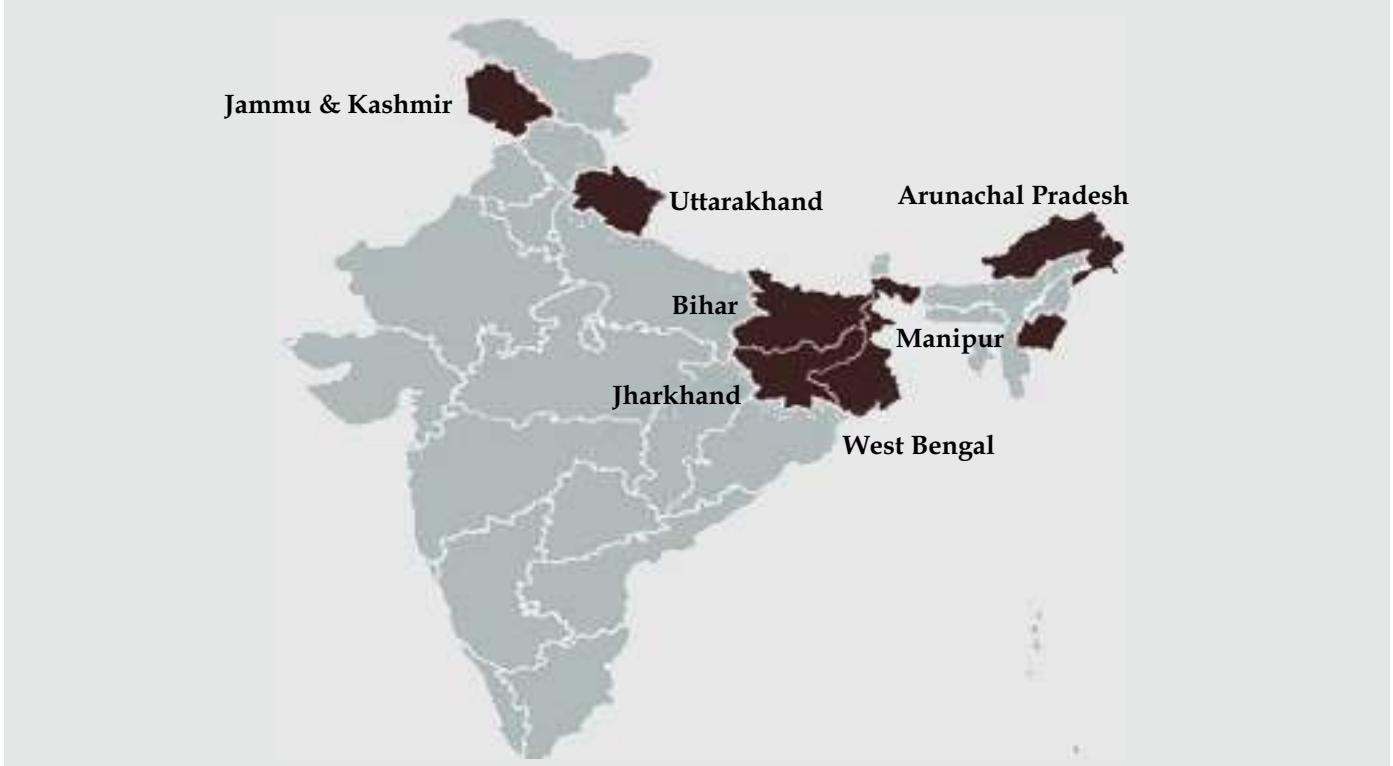 Jammu & Kashmir
Uttarakhand
Arunachal Pradesh
Bihar
Manipur
Jharkhand
West Bengal